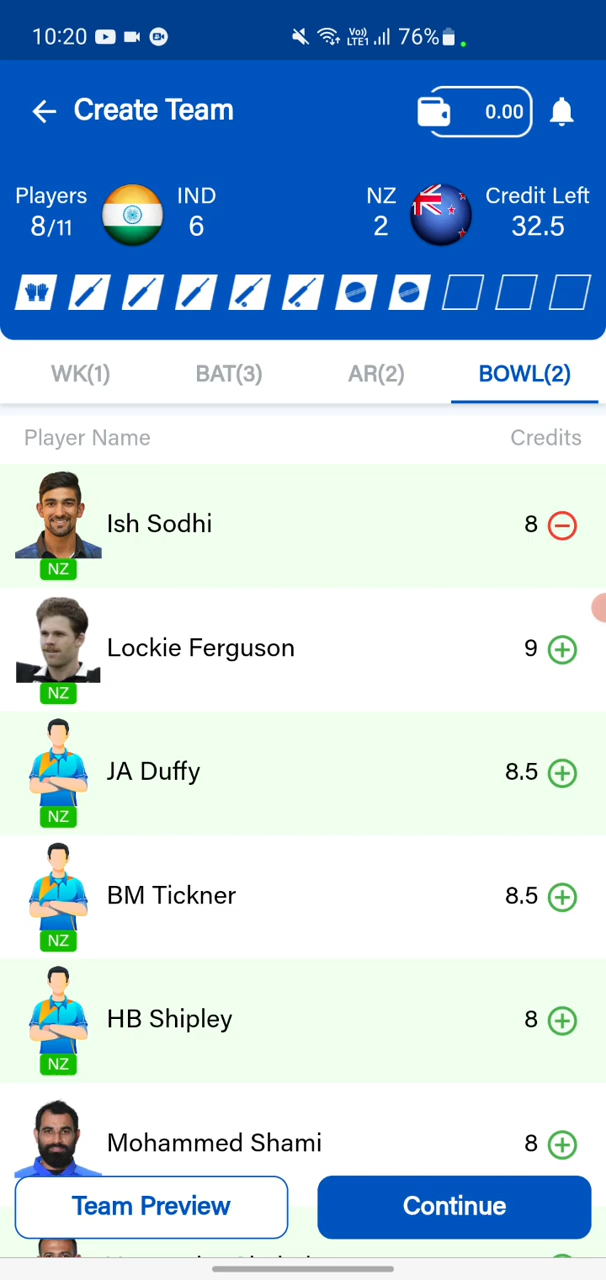 10:20 76%
Vo)) LTE1
Create Team 0.00
Players IND NZ Credit Left
8/11 6 2 32.5
WK(1) BAT(3) AR(2) BOWL(2)
Player Name Credits
Ish Sodhi 8
NZ
Lockie Ferguson 9
NZ
JA Duffy 8.5
NZ
BM Tickner 8.5
NZ
HB Shipley 8
NZ
Mohammed Shami 8
Team Preview Continue